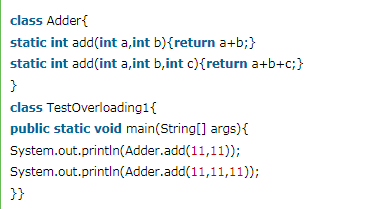 class Adder{
static int add(int a,int b){return a+b;}
static int add(int a,int b,int c){return a+b+c;}
}
class TestOverloading1{
public static void main(String[] args){
System.out.println(Adder.add(11,11));
System.out.println(Adder.add(11,11,11));
}}